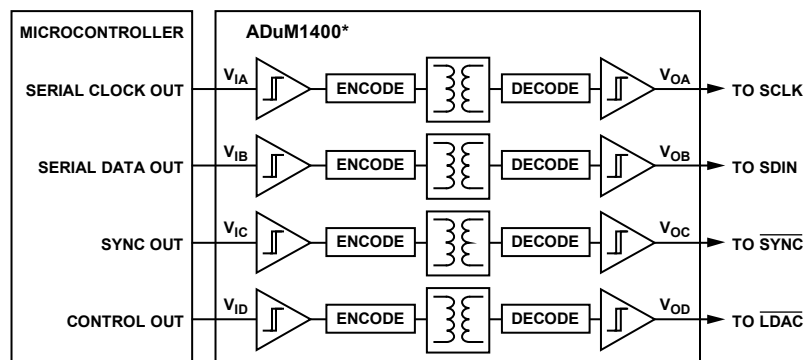 MICROCONTROLLER
ADuM1400*
SERIAL CLOCK OUT
VIA
ENCODE
DECODE
VOA
TO SCLK
SERIAL DATA OUT
VIB
ENCODE
DECODE
VOB
TO SDIN
SYNC OUT
VIC
ENCODE
DECODE
VOC
TO SYNC
CONTROL OUT
VID
ENCODE
DECODE
VOD
TO LDAC